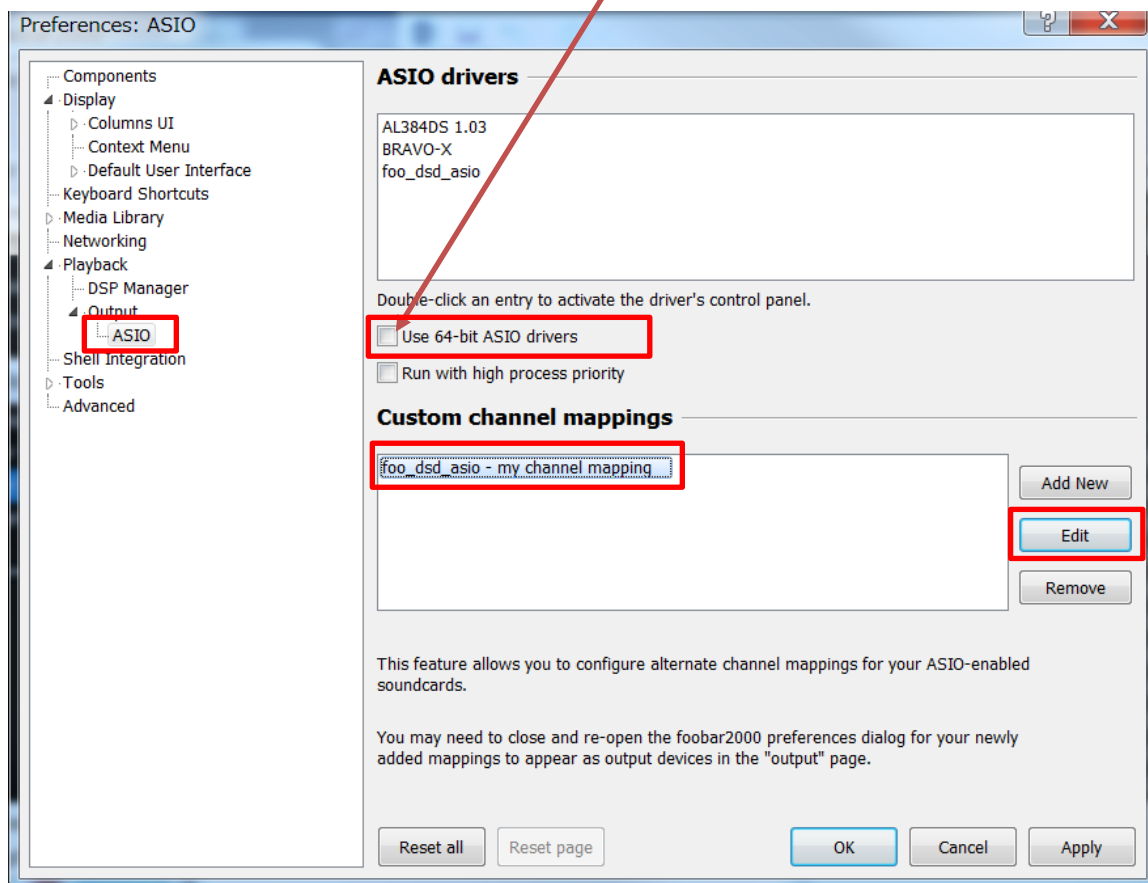 Preferences: ASIO
Components
Display
Columns UI
Context Menu
Default User Interface
Keyboard Shortcuts
Media Library
Networking
Playback
DSP Manager
Output
ASIO
Shell Integration
Tools
Advanced
ASIO drivers
AL384DS 1.03
BRAVO-X
foo_dsd_asio
Double-click an entry to activate the driver's control panel.
Use 64-bit ASIO drivers
Run with high process priority
Custom channel mappings
foo_dsd_asio - my channel mapping
Add New
Edit
Remove
This feature allows you to configure alternate channel mappings for your ASIO-enabled
soundcards.
You may need to close and re-open the foobar2000 preferences dialog for your newly
added mappings to appear as output devices in the "output" page.
Reset all
Reset page
OK
Cancel
Apply